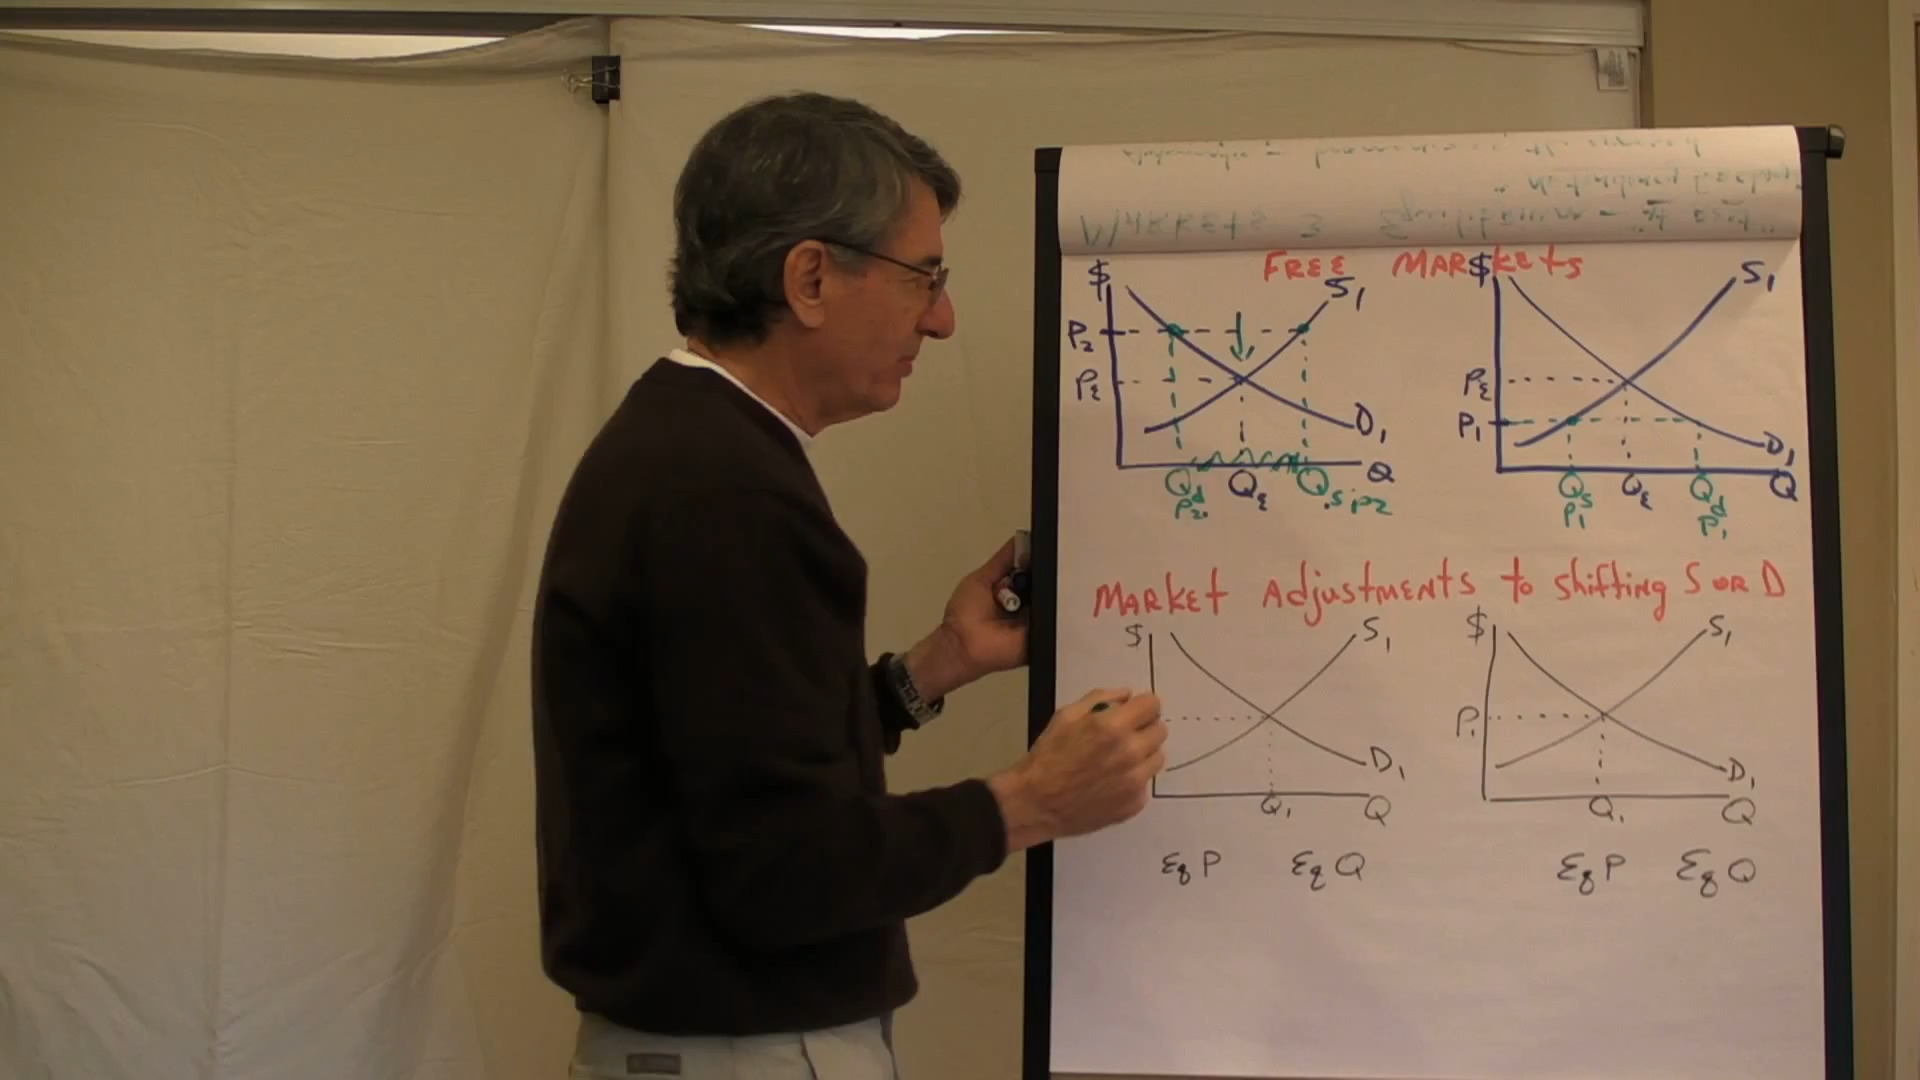 FREE MARKETS
$ S1 $ S1
P2
PE PE
P1
D1 D1
Q Q
Qd QE Qs QE Qd
P2 P2 P1 P1
MARKET Adjustments to shifting S OR D
$ S1 $ S1
P1
D1 D1
Q1 Q Q1 Q
Eq P Eq Q Eq P Eq Q